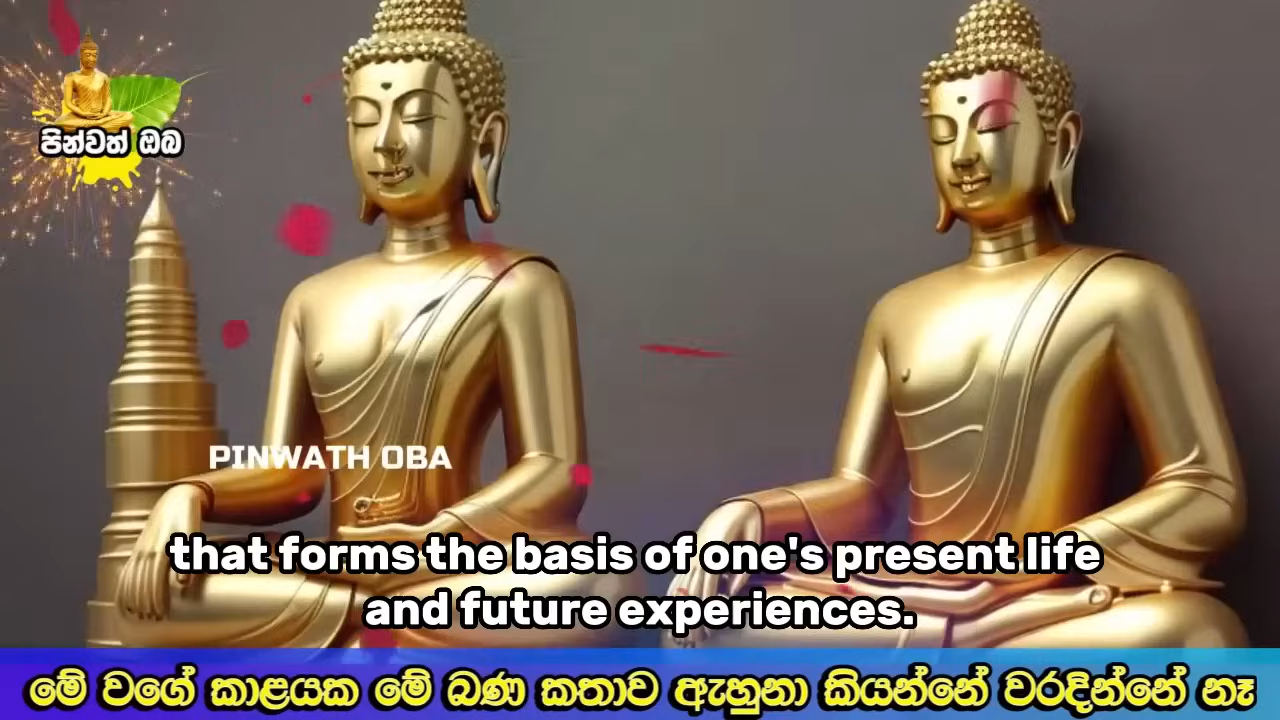 පින්වත් ඔබ
PINWATH OBA
that forms the basis of one's present life
and future experiences.
මේ වගේ කාළයක මේ බණ කතාව ඇහුනා කියන්නේ වරදින්නේ නෑ